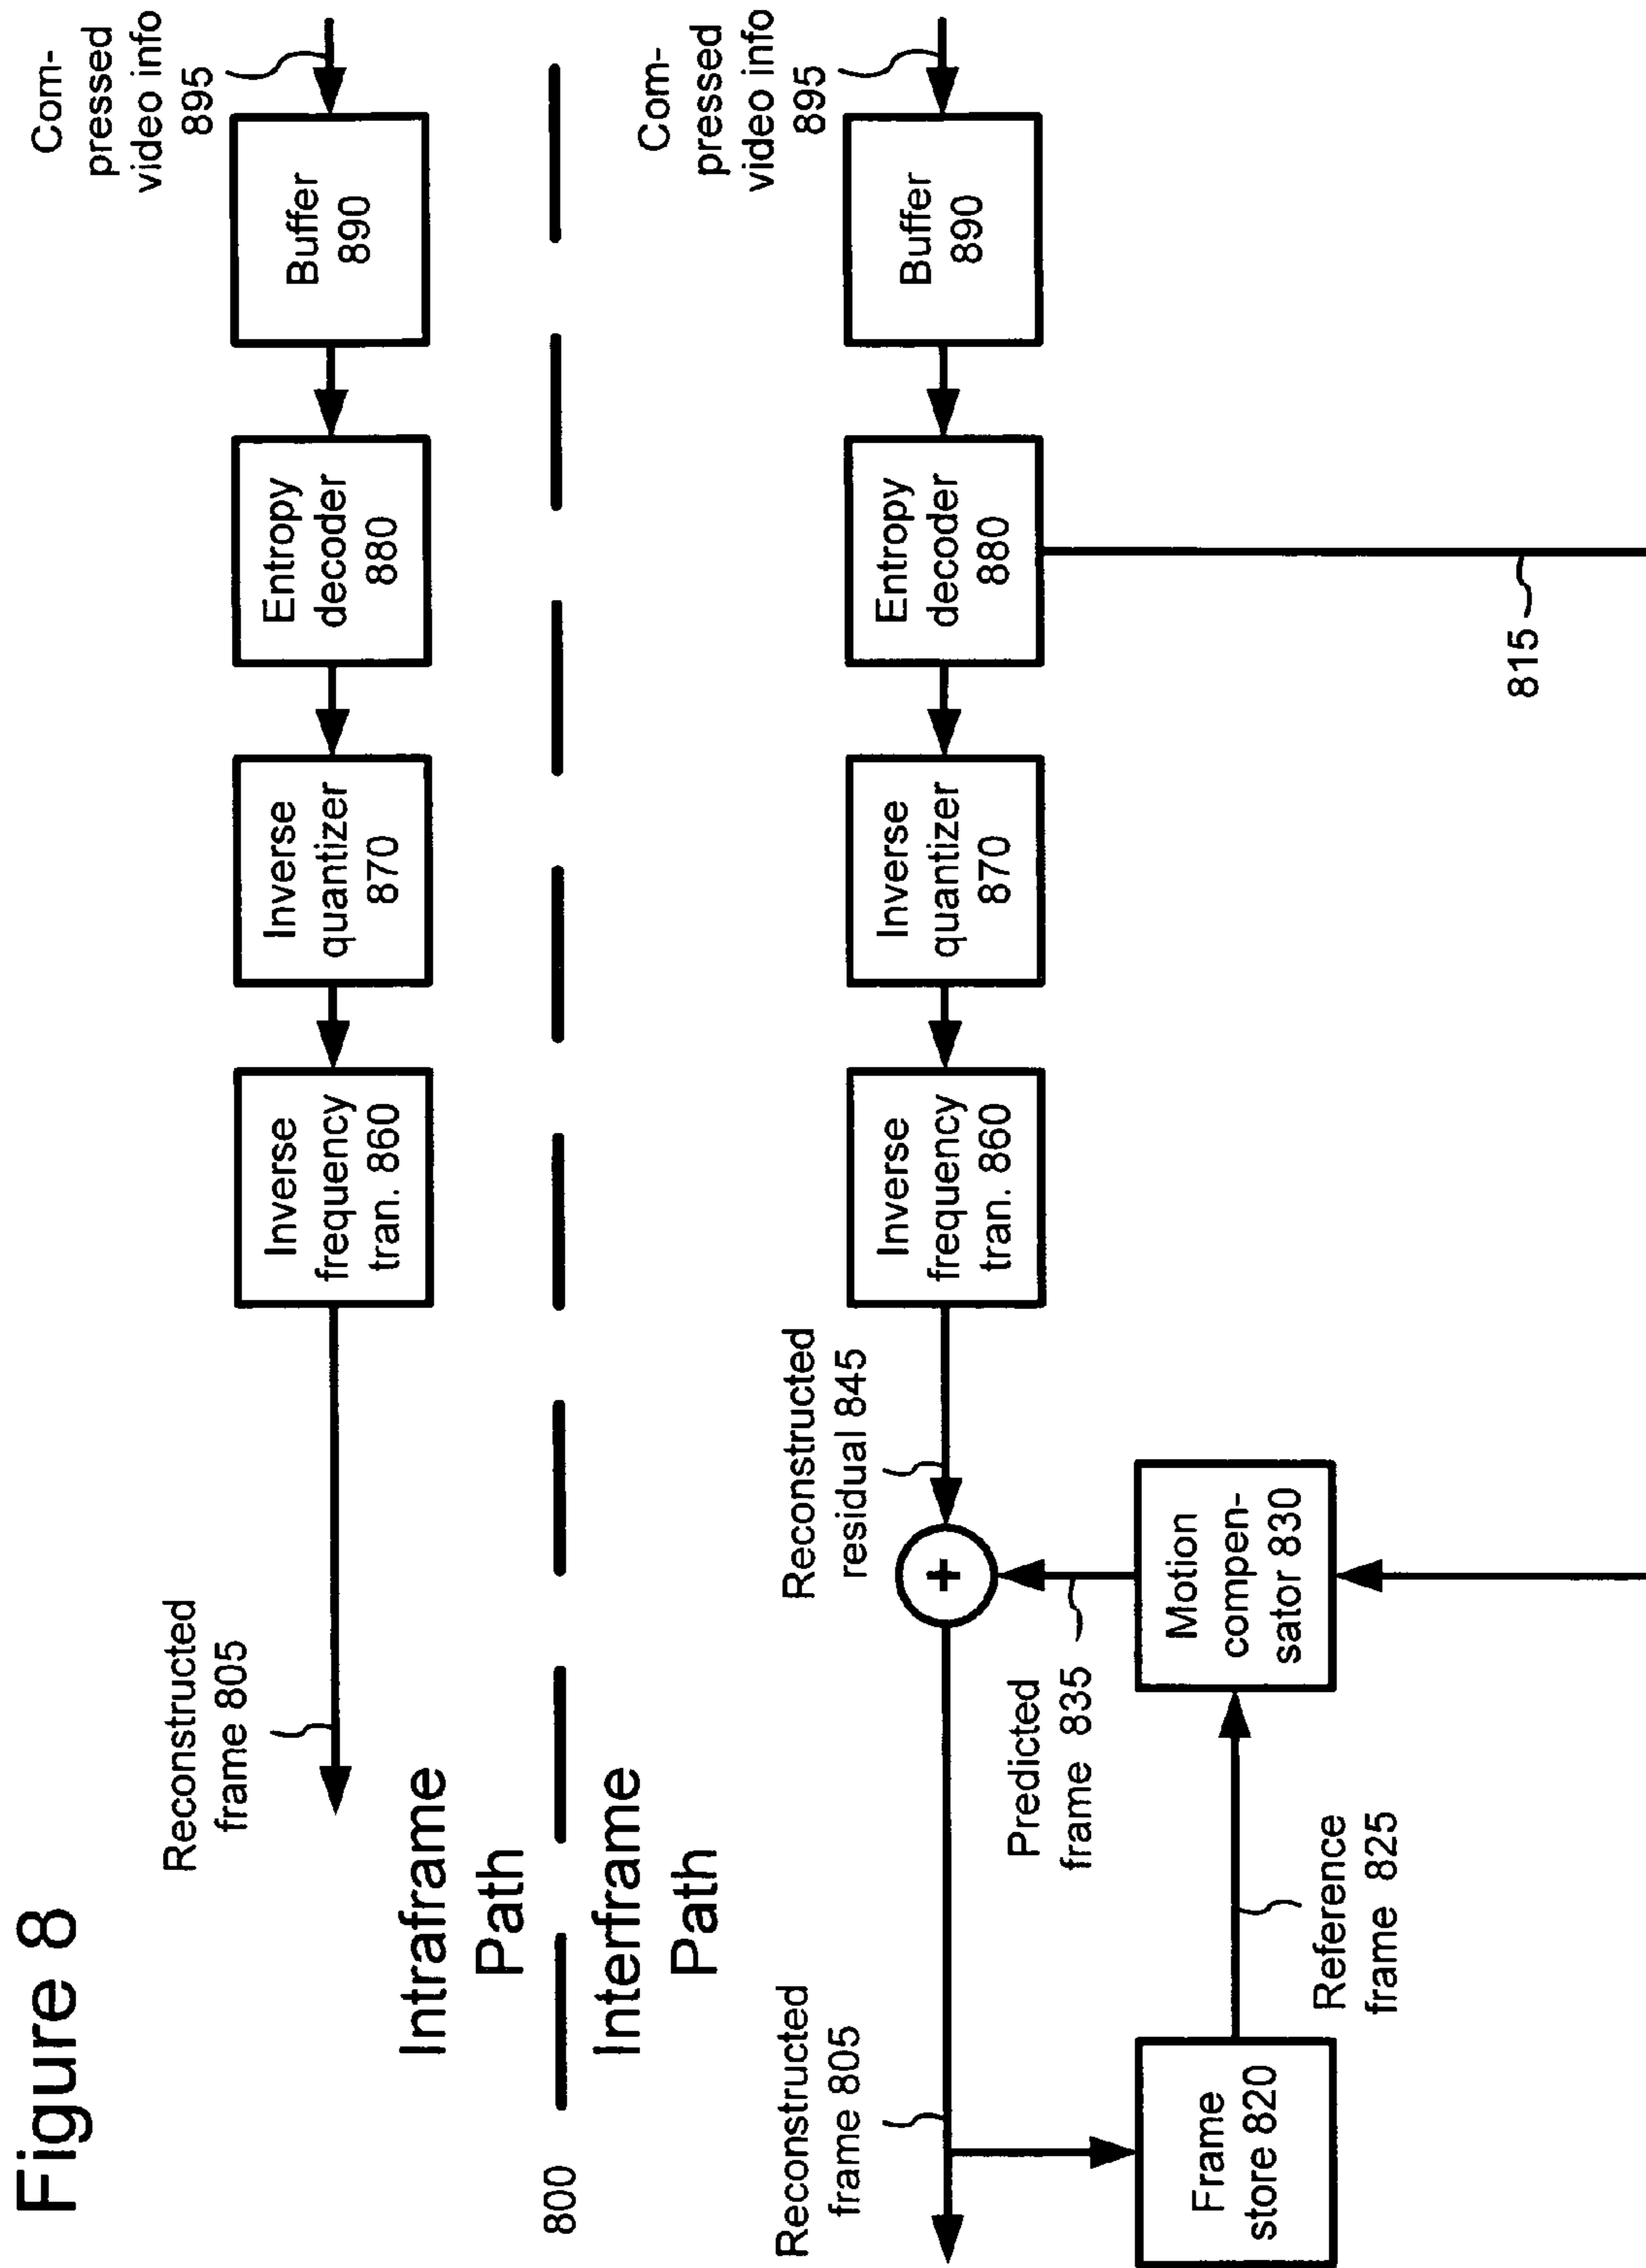 Figure 8
Reconstructed
frame 805
Inverse
frequency
tran. 860
Inverse
quantizer
870
Entropy
decoder
880
Buffer
890
Com-
pressed
video info
895
Intraframe
Path
800
Interframe
Path
Reconstructed
frame 805
Reconstructed
residual 845
Inverse
frequency
tran. 860
Inverse
quantizer
870
Entropy
decoder
880
Buffer
890
Com-
pressed
video info
895
+
Predicted
frame 835
Frame
store 820
Reference
frame 825
Motion
compen-
sator 830
815